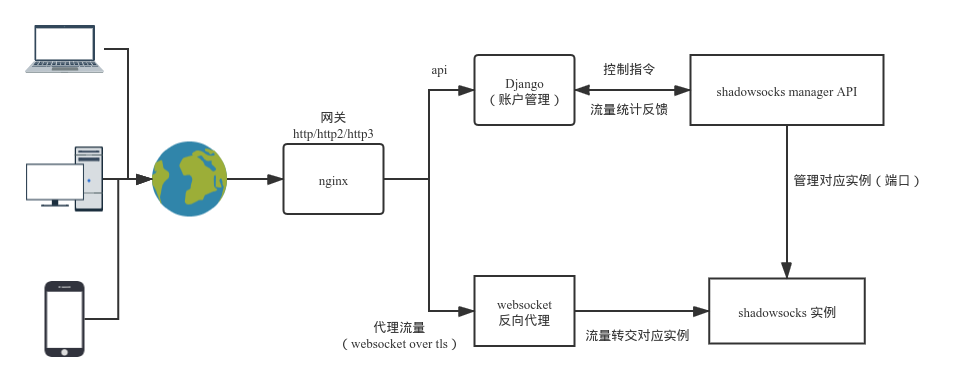 api
Django
（账户管理）
控制指令
流量统计反馈
shadowsocks manager API
网关
http/http2/http3
nginx
管理对应实例（端口）
代理流量
（websocket over tls）
websocket
反向代理
流量转交对应实例
shadowsocks 实例